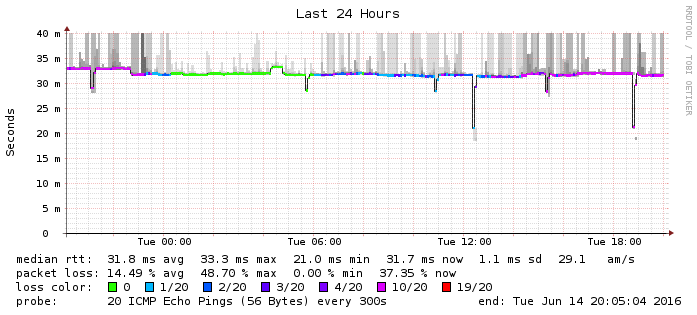 Last 24 Hours
RRDTOOL / TOBI OETIKER
Seconds
40 m
35 m
30 m
25 m
20 m
15 m
10 m
5 m
0
Tue 00:00 Tue 06:00 Tue 12:00 Tue 18:00
median rtt: 31.8 ms avg 33.3 ms max 21.0 ms min 31.7 ms now 1.1 ms sd 29.1 am/s
packet loss: 14.49 % avg 48.70 % max 0.00 % min 37.35 % now
loss color: 0 1/20 2/20 3/20 4/20 10/20 19/20
probe: 20 ICMP Echo Pings (56 Bytes) every 300s end: Tue Jun 14 20:05:04 2016